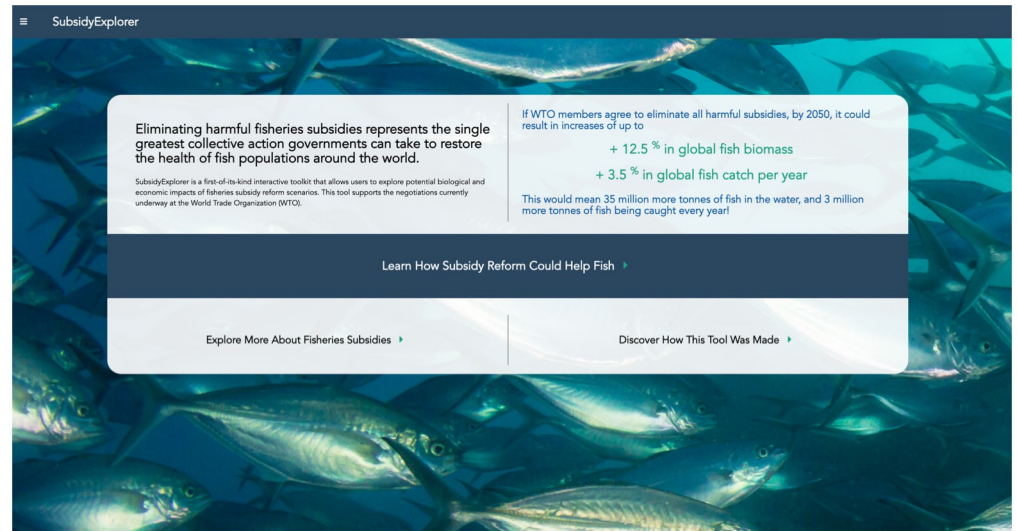 SubsidyExplorer
Eliminating harmful fisheries subsidies represents the single
greatest collective action governments can take to restore
the health of fish populations around the world.
SubsidyExplorer is a first-of-its-kind interactive toolkit that allows users to explore potential biological and
economic impacts of fisheries subsidy reform scenarios. This tool supports the negotiations currently
underway at the World Trade Organization (WTO).
If WTO members agree to eliminate all harmful subsidies, by 2050, it could
result in increases of up to
+ 12.5 % in global fish biomass
+ 3.5 % in global fish catch per year
This would mean 35 million more tonnes of fish in the water, and 3 million
more tonnes of fish being caught every year!
Learn How Subsidy Reform Could Help Fish
Explore More About Fisheries Subsidies
Discover How This Tool Was Made